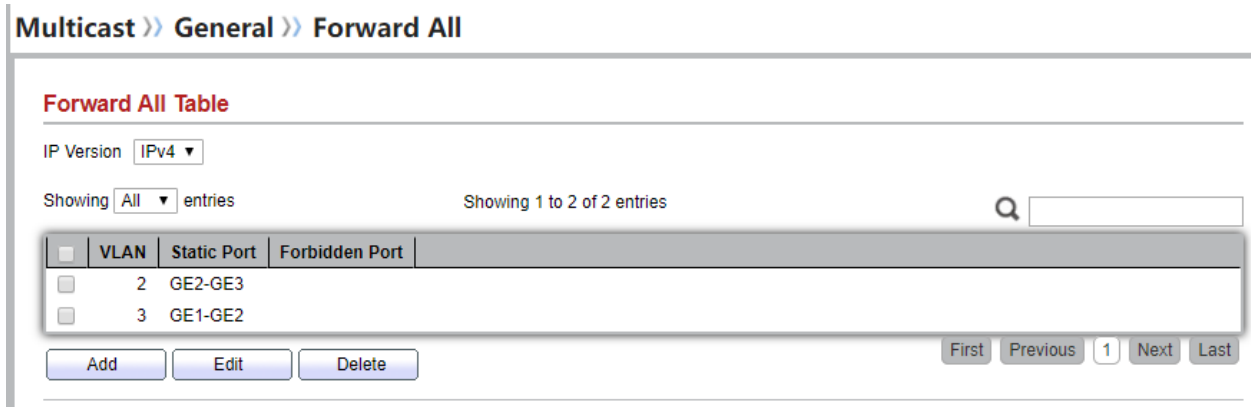 Multicast >> General >> Forward All
Forward All Table
IP Version IPv4 ▼
Showing All ▼ entries Showing 1 to 2 of 2 entries
VLAN Static Port Forbidden Port
2 GE2-GE3
3 GE1-GE2
Add Edit Delete First Previous 1 Next Last